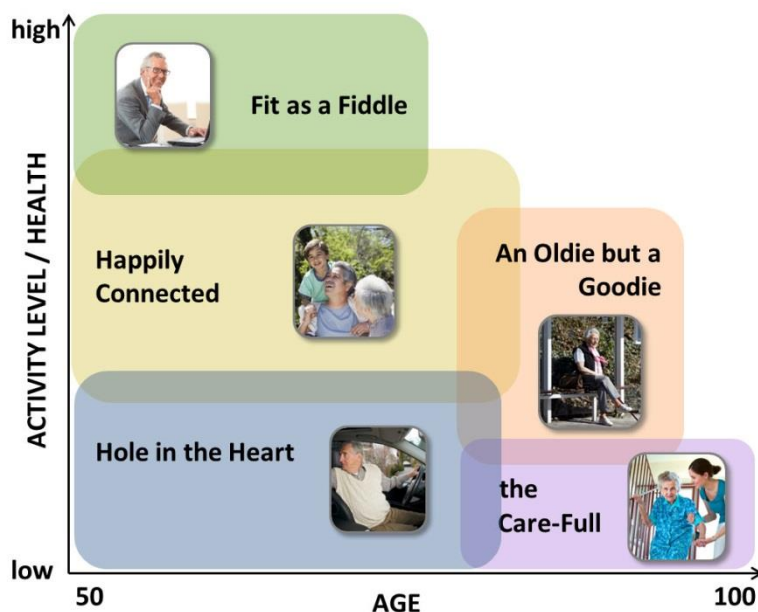 high
Fit as a Fiddle
ACTIVITY LEVEL / HEALTH
Happily
Connected
An Oldie but a
Goodie
Hole in the Heart
the
Care-Full
low
50
AGE
100